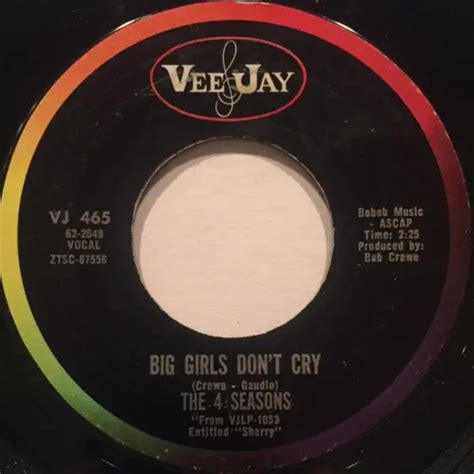 VEE JAY
VJ 465
62-2649
VOCAL
ZTSC-87556
Bobob Music
- ASCAP
Time: 2:25
Produced by:
Bob Crewe
BIG GIRLS DON'T CRY
(Crewe - Gaudio)
THE 4 SEASONS
"From VJLP-1053
Entitled "Sherry"